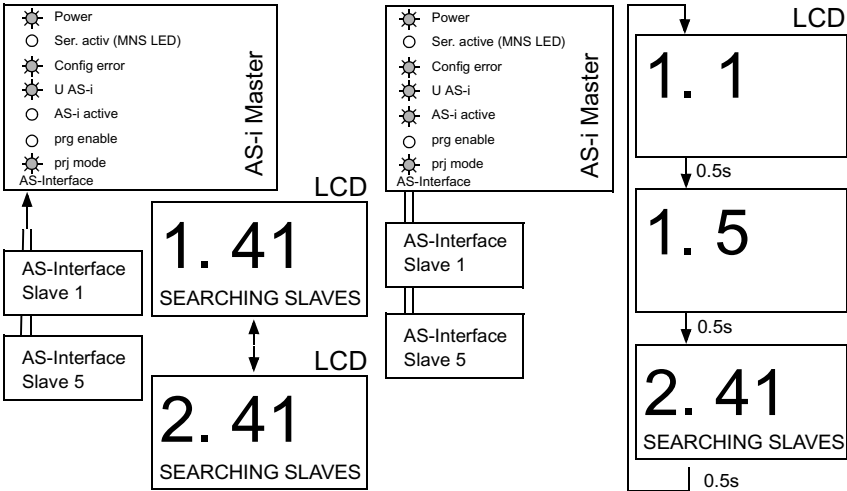 Power
Ser. activ (MNS LED)
Config error
U AS-i
AS-i active
prg enable
prj mode
AS-Interface
AS-i Master
AS-Interface
Slave 1
AS-Interface
Slave 5
LCD
1. 41
SEARCHING SLAVES
LCD
2. 41
SEARCHING SLAVES
Power
Ser. active (MNS LED)
Config error
U AS-i
AS-i active
prg enable
prj mode
AS-Interface
AS-i Master
AS-Interface
Slave 1
AS-Interface
Slave 5
LCD
1. 1
0.5s
1. 5
0.5s
2. 41
SEARCHING SLAVES
0.5s